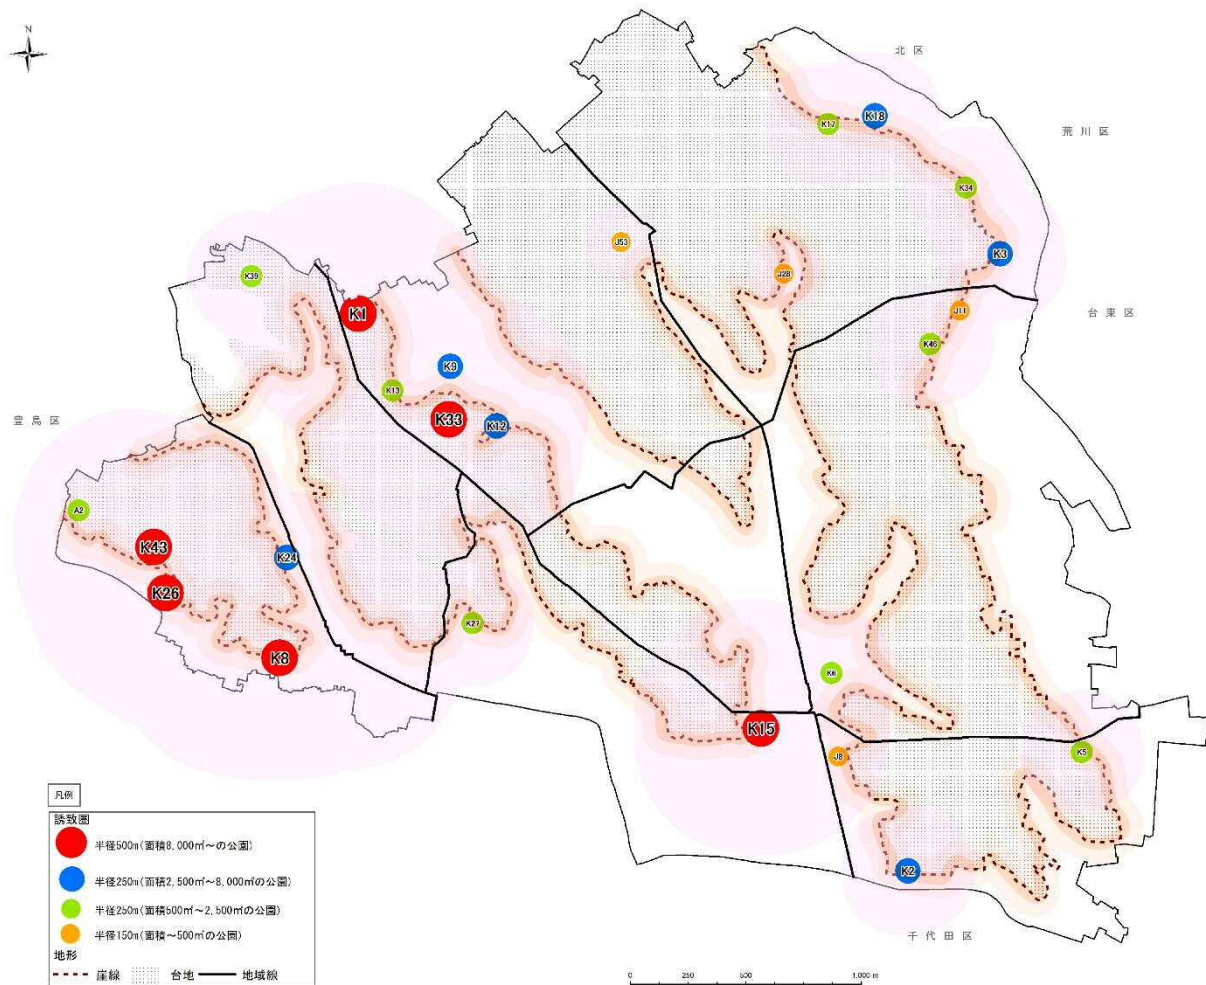 N
北区
荒川区
台東区
豊島区
千代田区
K18
K17
K34
J53
K3
J28
K39
J11
K1
K46
K9
K13
K33
K12
A2
K43
K24
K26
K27
K8
K6
K15
J8
K5
K2
凡例
誘致圏
半径500m(面積8,000㎡～の公園)
半径250m(面積2,500㎡～8,000㎡の公園)
半径250m(面積500㎡～2,500㎡の公園)
半径150m(面積～500㎡の公園)
地形
崖線 台地 地域線
0 250 500 1,000 m